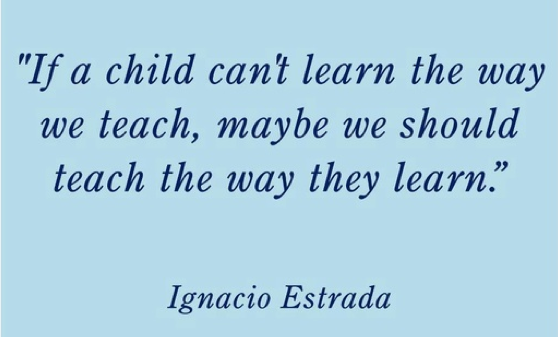 "If a child can't learn the way
we teach, maybe we should
teach the way they learn.”
Ignacio Estrada